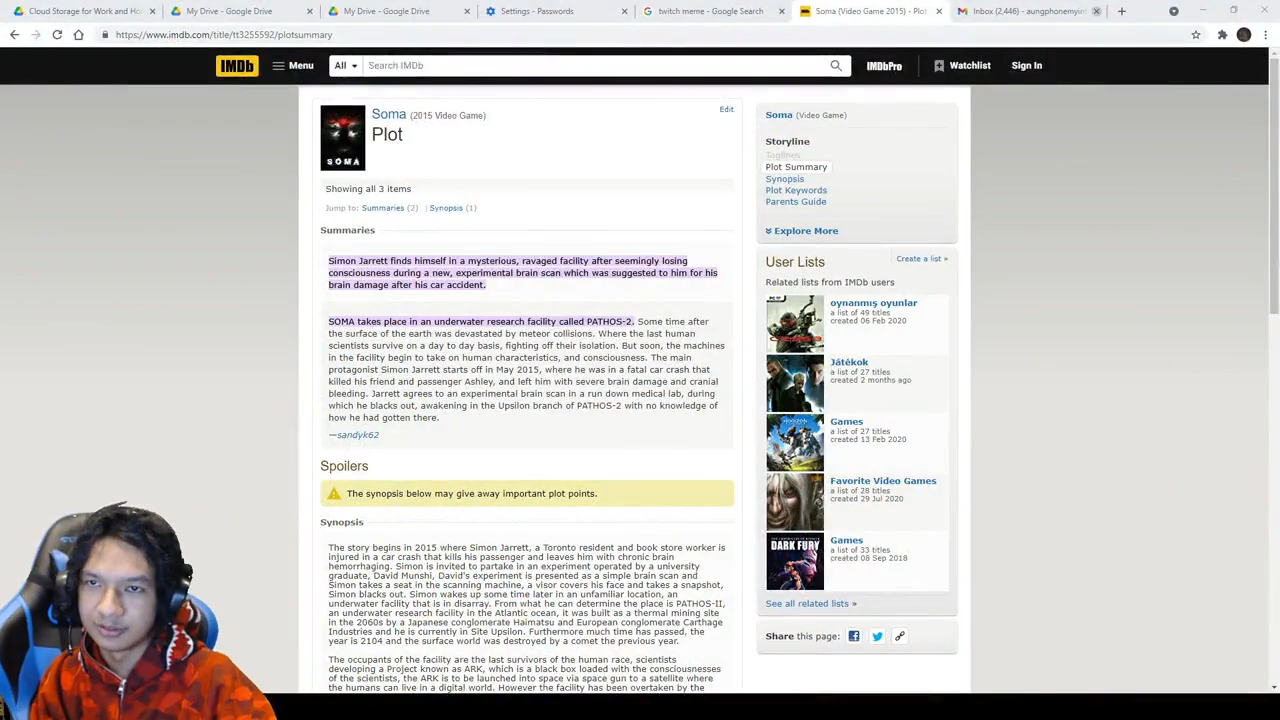 Cloud Storage for Work and Ho
My Drive - Google Drive
My Drive - Google Drive
Settings - Passwords
twitch meme - Google Search
Soma (Video Game 2015) - Plot
Inbox (2,446) - aungphonemyint
https://www.imdb.com/title/tt3255592/plotsummary
IMDb
Menu
All
Search IMDb
IMDbPro
Watchlist
Sign In
SOMA
Soma (2015 Video Game)
Edit
Plot
Showing all 3 items
Jump to: Summaries (2) | Synopsis (1)
Summaries
Simon Jarrett finds himself in a mysterious, ravaged facility after seemingly losing
consciousness during a new, experimental brain scan which was suggested to him for his
brain damage after his car accident.
SOMA takes place in an underwater research facility called PATHOS-2. Some time after
the surface of the earth was devastated by meteor collisions. Where the last human
scientists survive on a day to day basis, fighting off their isolation. But soon, the machines
in the facility begin to take on human characteristics, and consciousness. The main
protagonist Simon Jarrett starts off in May 2015, where he was in a fatal car crash that
killed his friend and passenger Ashley, and left him with severe brain damage and cranial
bleeding. Jarrett agrees to an experimental brain scan in a run down medical lab, during
which he blacks out, awakening in the Upsilon branch of PATHOS-2 with no knowledge of
how he had gotten there.
—sandyk62
Spoilers
The synopsis below may give away important plot points.
Synopsis
The story begins in 2015 where Simon Jarrett, a Toronto resident and book store worker is
injured in a car crash that kills his passenger and leaves him with chronic brain
hemorrhaging. Simon is invited to partake in an experiment operated by a university
graduate, David Munshi, David's experiment is presented as a simple brain scan and
Simon takes a seat in the scanning machine, a visor covers his face and takes a snapshot,
Simon blacks out. Simon wakes up some time later in an unfamiliar location, an
underwater facility that is in disarray. From what he can determine the place is PATHOS-II,
an underwater research facility in the Atlantic ocean, it was built as a thermal mining site
in the 2060s by a Japanese conglomerate Haimatsu and European conglomerate Carthage
Industries and he is currently in Site Upsilon. Furthermore much time has passed, the
year is 2104 and the surface world was destroyed by a comet the previous year.
The occupants of the facility are the last survivors of the human race, scientists
developing a Project known as ARK, which is a black box loaded with the consciousnesses
of the scientists, the ARK is to be launched into space via space gun to a satellite where
the humans can live in a digital world. However the facility has been overtaken by the
Soma (Video Game)
Storyline
Taglines
Plot Summary
Synopsis
Plot Keywords
Parents Guide
Explore More
User Lists
Create a list »
Related lists from IMDb users
oynanmış oyunlar
a list of 49 titles
created 06 Feb 2020
Játékok
a list of 27 titles
created 2 months ago
Games
a list of 27 titles
created 13 Feb 2020
Favorite Video Games
a list of 28 titles
created 29 Jul 2020
DARK FURY
Games
a list of 33 titles
created 08 Sep 2018
See all related lists »
Share this page: